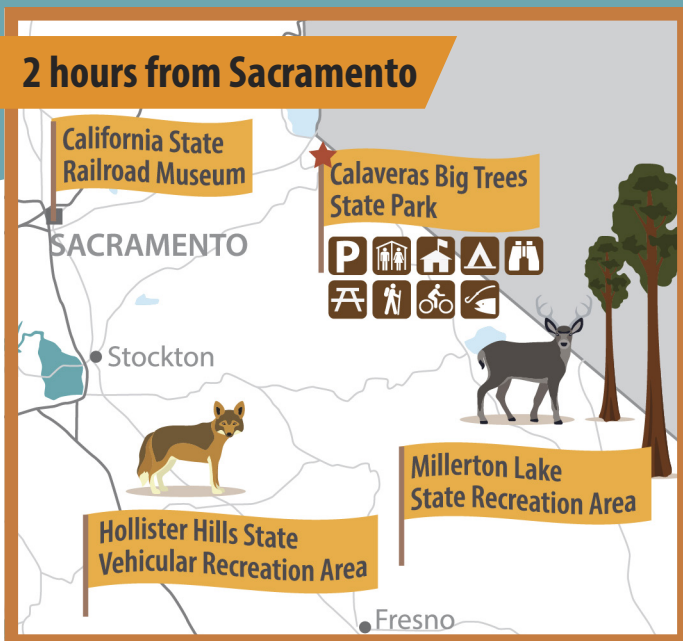 2 hours from Sacramento
California State
Railroad Museum
Calaveras Big Trees
State Park
SACRAMENTO
P
Stockton
Millerton Lake
State Recreation Area
Hollister Hills State
Vehicular Recreation Area
Fresno